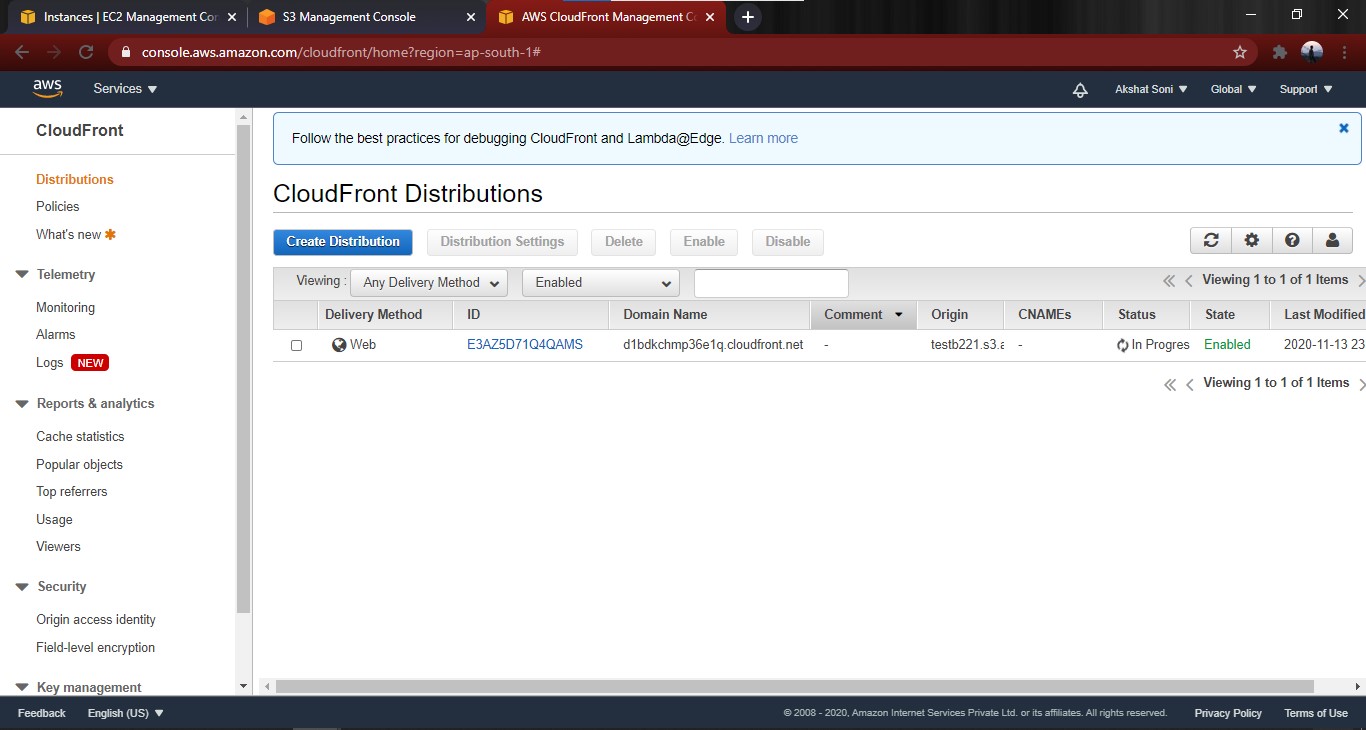 Instances | EC2 Management Cor
S3 Management Console
AWS CloudFront Management C
console.aws.amazon.com/cloudfront/home?region=ap-south-1#
aws
Services
Akshat Soni
Global
Support
CloudFront
Distributions
Policies
What's new
Telemetry
Monitoring
Alarms
Logs NEW
Reports & analytics
Cache statistics
Popular objects
Top referrers
Usage
Viewers
Security
Origin access identity
Field-level encryption
Key management
Follow the best practices for debugging CloudFront and Lambda@Edge. Learn more
CloudFront Distributions
Create Distribution Distribution Settings Delete Enable Disable
Viewing : Any Delivery Method Enabled Viewing 1 to 1 of 1 Items
Delivery Method ID Domain Name Comment Origin CNAMEs Status State Last Modified
Web E3AZ5D71Q4QAMS d1bdkchmp36e1q.cloudfront.net - testb221.s3.a - In Progres Enabled 2020-11-13 23
Viewing 1 to 1 of 1 Items
Feedback English (US) © 2008 - 2020, Amazon Internet Services Private Ltd. or its affiliates. All rights reserved. Privacy Policy Terms of Use